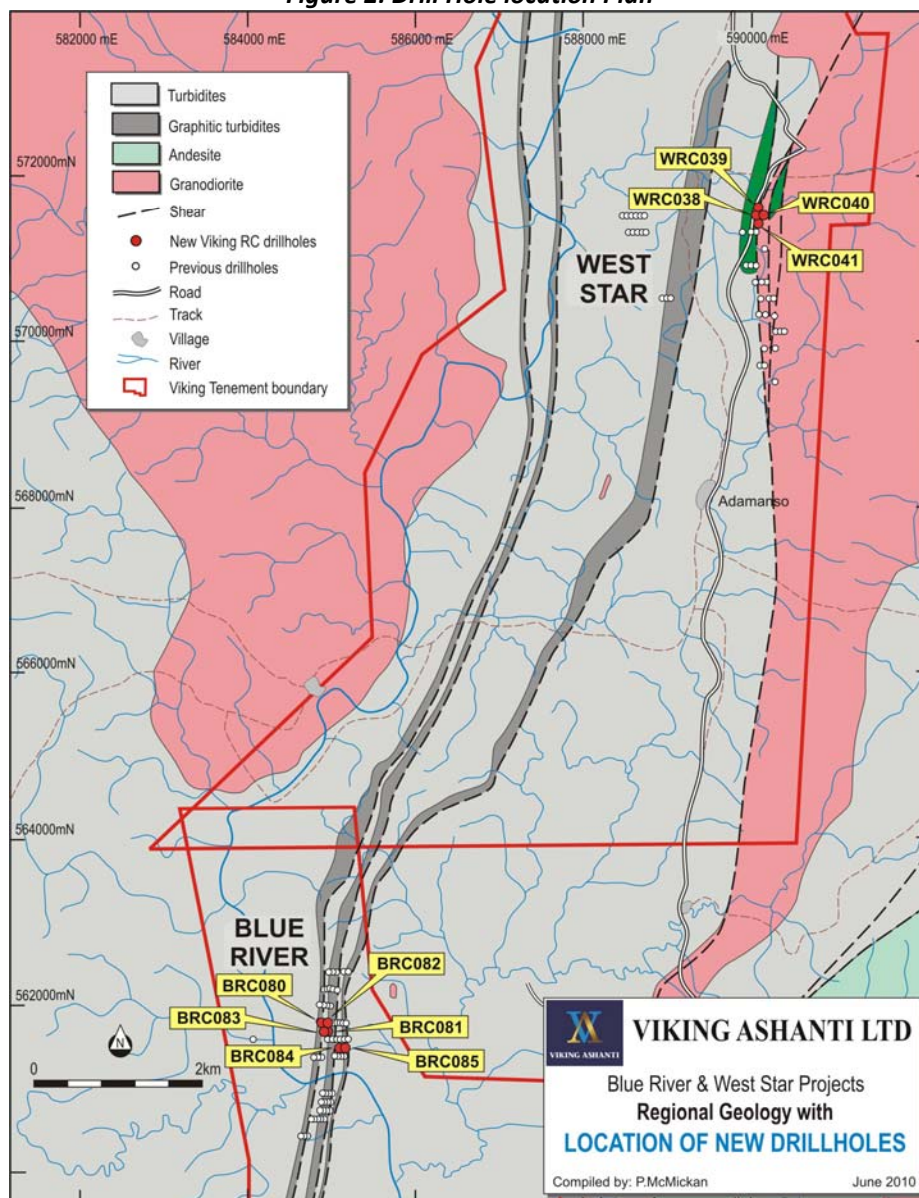 Figure 2: Drill Hole location Plan
582000 mE
584000 mE
586000 mE
588000 mE
590000 mE
Turbidites
Graphitic turbidites
Andesite
Granodiorite
Shear
New Viking RC drillholes
Previous drillholes
Road
Track
Village
River
Viking Tenement boundary
572000mN
570000mN
568000mN
566000mN
564000mN
562000mN
WRC039
WRC038
WRC040
WRC041
WEST
STAR
Adamanso
BLUE
RIVER
BRC082
BRC080
BRC083
BRC081
BRC084
BRC085
N
0
2km
VIKING ASHANTI
VIKING ASHANTI LTD
Blue River & West Star Projects
Regional Geology with
LOCATION OF NEW DRILLHOLES
Compiled by: P.McMickan
June 2010